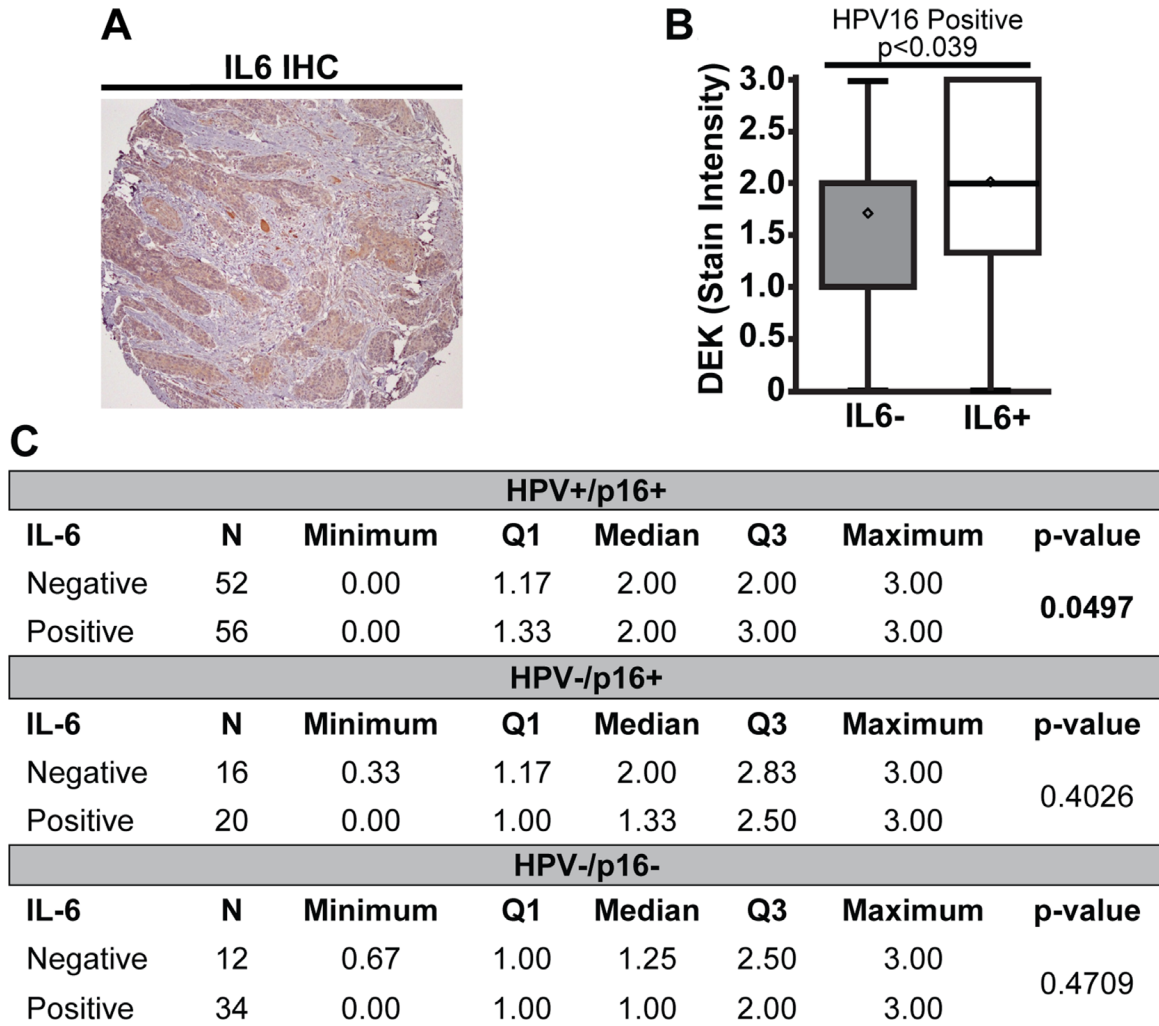 A
IL6 IHC
B
HPV16 Positive
p<0.039
DEK (Stain Intensity)
3.0
2.5
2.0
1.5
1.0
0.5
0
IL6-
IL6+
C
HPV+/p16+
IL-6 N Minimum Q1 Median Q3 Maximum p-value
Negative 52 0.00 1.17 2.00 2.00 3.00
0.0497
Positive 56 0.00 1.33 2.00 3.00 3.00
HPV-/p16+
IL-6 N Minimum Q1 Median Q3 Maximum p-value
Negative 16 0.33 1.17 2.00 2.83 3.00
0.4026
Positive 20 0.00 1.00 1.33 2.50 3.00
HPV-/p16-
IL-6 N Minimum Q1 Median Q3 Maximum p-value
Negative 12 0.67 1.00 1.25 2.50 3.00
0.4709
Positive 34 0.00 1.00 1.00 2.00 3.00